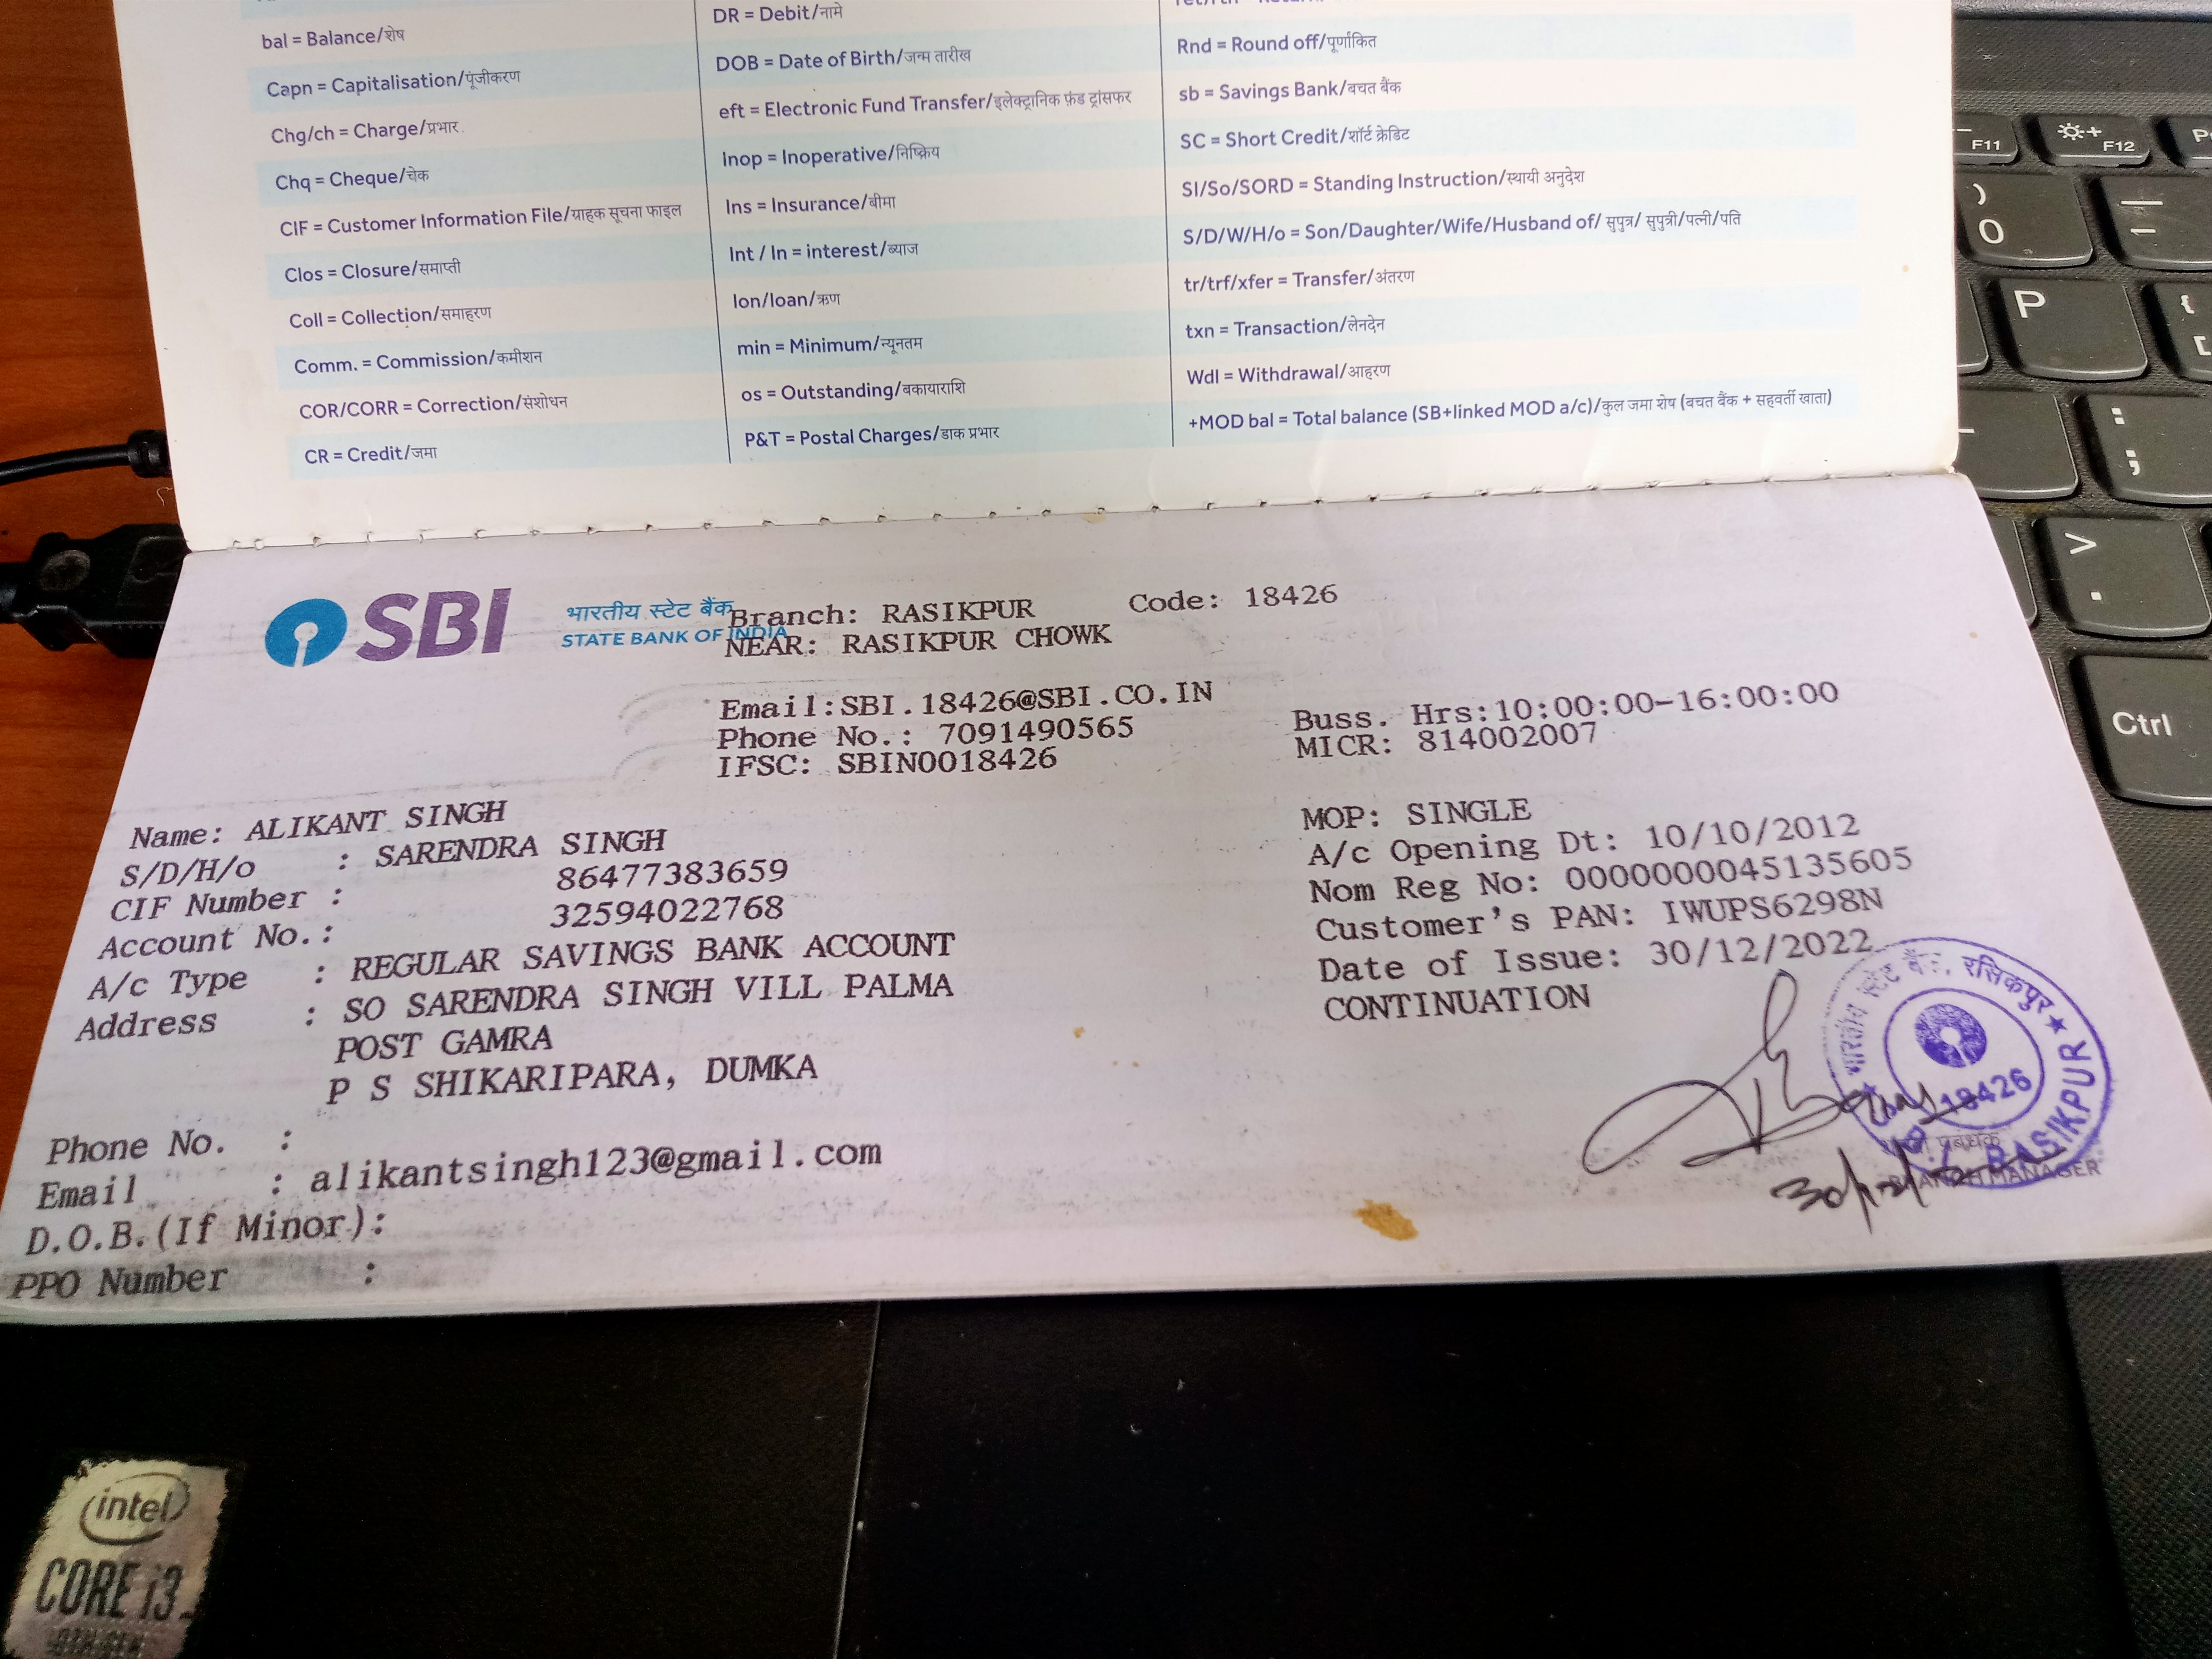 bal = Balance/शेष
Capn = Capitalisation/पूंजीकरण
Chg/ch = Charge/प्रभार
Chq = Cheque/चेक
CIF = Customer Information File/ग्राहक सूचना फाइल
Clos = Closure/समाप्ती
Coll = Collection/समाहरण
Comm. = Commission/कमीशन
COR/CORR = Correction/संशोधन
CR = Credit/जमा
DR = Debit/नामे
DOB = Date of Birth/जन्म तारीख
eft = Electronic Fund Transfer/इलेक्ट्रानिक फ़ंड ट्रांसफर
Inop = Inoperative/निष्क्रिय
Ins = Insurance/बीमा
Int / In = interest/ब्याज
lon/loan/ऋण
min = Minimum/न्यूनतम
os = Outstanding/बकायाराशि
P&T = Postal Charges/डाक प्रभार
Rnd = Round off/पूर्णांकित
sb = Savings Bank/बचत बैंक
SC = Short Credit/शॉर्ट क्रेडिट
SI/So/SORD = Standing Instruction/स्थायी अनुदेश
S/D/W/H/o = Son/Daughter/Wife/Husband of/ सुपुत्र/ सुपुत्री/पत्नी/पति
tr/trf/xfer = Transfer/अंतरण
txn = Transaction/लेनदेन
Wdl = Withdrawal/आहरण
+MOD bal = Total balance (SB+linked MOD a/c)/कुल जमा शेष (बचत बैंक + सहवर्ती खाता)
SBI
भारतीय स्टेट बैंक
STATE BANK OF INDIA
Branch: RASIKPUR Code: 18426
NEAR: RASIKPUR CHOWK
Email:SBI.18426@SBI.CO.IN
Phone No.: 7091490565
IFSC: SBIN0018426
Buss. Hrs:10:00:00-16:00:00
MICR: 814002007
Name: ALIKANT SINGH
S/D/H/o : SARENDRA SINGH
CIF Number : 86477383659
Account No.: 32594022768
A/c Type : REGULAR SAVINGS BANK ACCOUNT
Address : SO SARENDRA SINGH VILL PALMA
POST GAMRA
P S SHIKARIPARA, DUMKA
Phone No. :
Email : alikantsingh123@gmail.com
D.O.B.(If Minor):
PPO Number :
MOP: SINGLE
A/c Opening Dt: 10/10/2012
Nom Reg No: 0000000045135605
Customer's PAN: IWUPS6298N
Date of Issue: 30/12/2022
CONTINUATION
भारतीय स्टेट बैंक, रसिकपुर
18426
RASIKPUR
BRANCH MANAGER
F11
F12
0
P
Ctrl
intel
CORE i3